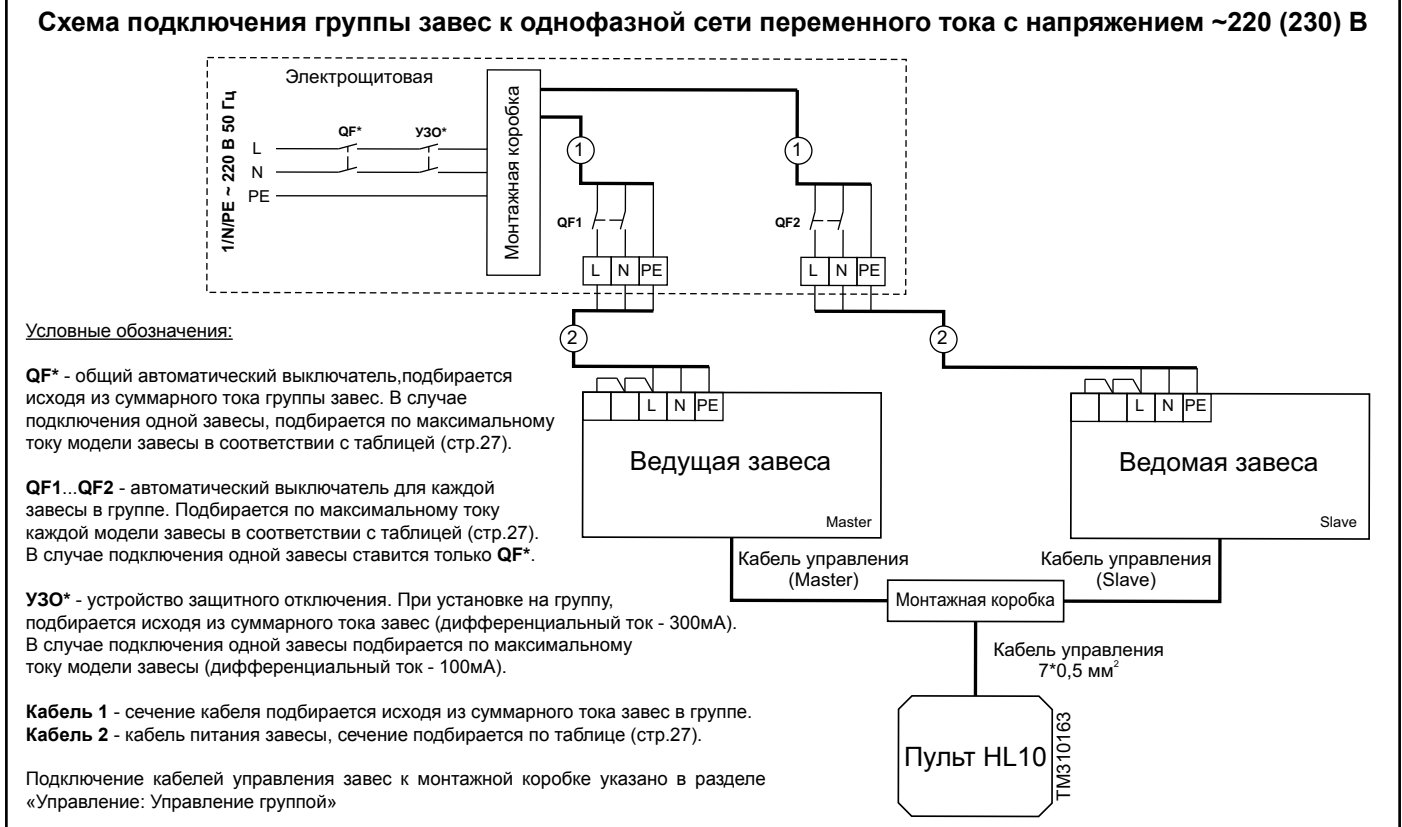 Схема подключения группы завес к однофазной сети переменного тока с напряжением ~220 (230) В
Электрощитовая
1/N/PE ~ 220 В 50 Гц
QF*
УЗО*
L
N
PE
Монтажная коробка
1
1
QF1
QF2
L N PE
L N PE
2
2
Условные обозначения:
QF* - общий автоматический выключатель,подбирается
исходя из суммарного тока группы завес. В случае
подключения одной завесы, подбирается по максимальному
току модели завесы в соответствии с таблицей (стр.27).
QF1...QF2 - автоматический выключатель для каждой
завесы в группе. Подбирается по максимальному току
каждой модели завесы в соответствии с таблицей (стр.27).
В случае подключения одной завесы ставится только QF*.
УЗО* - устройство защитного отключения. При установке на группу,
подбирается исходя из суммарного тока завес (дифференциальный ток - 300мА).
В случае подключения одной завесы подбирается по максимальному
току модели завесы (дифференциальный ток - 100мА).
Кабель 1 - сечение кабеля подбирается исходя из суммарного тока завес в группе.
Кабель 2 - кабель питания завесы, сечение подбирается по таблице (стр.27).
Подключение кабелей управления завес к монтажной коробке указано в разделе
«Управление: Управление группой»
L N PE
Ведущая завеса
Master
L N PE
Ведомая завеса
Slave
Кабель управления
(Master)
Кабель управления
(Slave)
Монтажная коробка
Кабель управления
7*0,5 мм²
Пульт HL10
TM310163